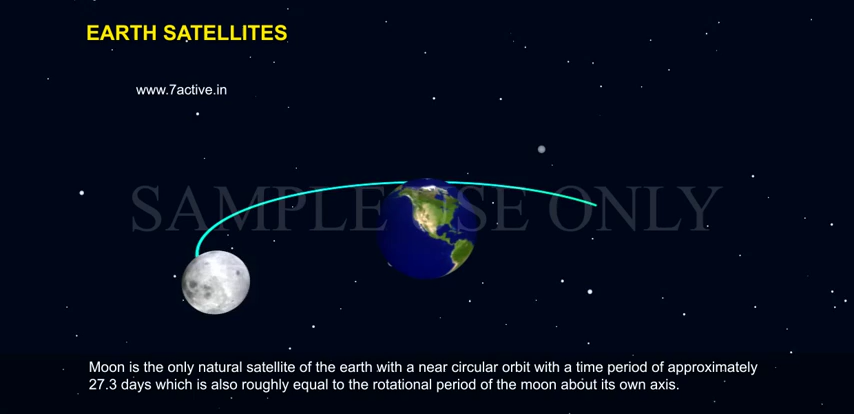 EARTH SATELLITES
www.7active.in
SAMPLE USE ONLY
Moon is the only natural satellite of the earth with a near circular orbit with a time period of approximately
27.3 days which is also roughly equal to the rotational period of the moon about its own axis.